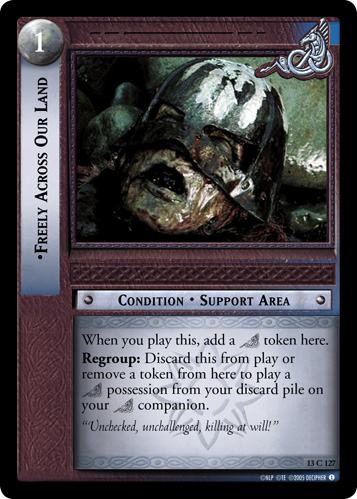 1
•Freely Across Our Land
Condition • Support Area
When you play this, add a token here.
Regroup: Discard this from play or
remove a token from here to play a
possession from your discard pile on
your companion.
“Unchecked, unchallenged, killing at will!”
13 C 127
©NLP ©TE ©2005 DECIPHER